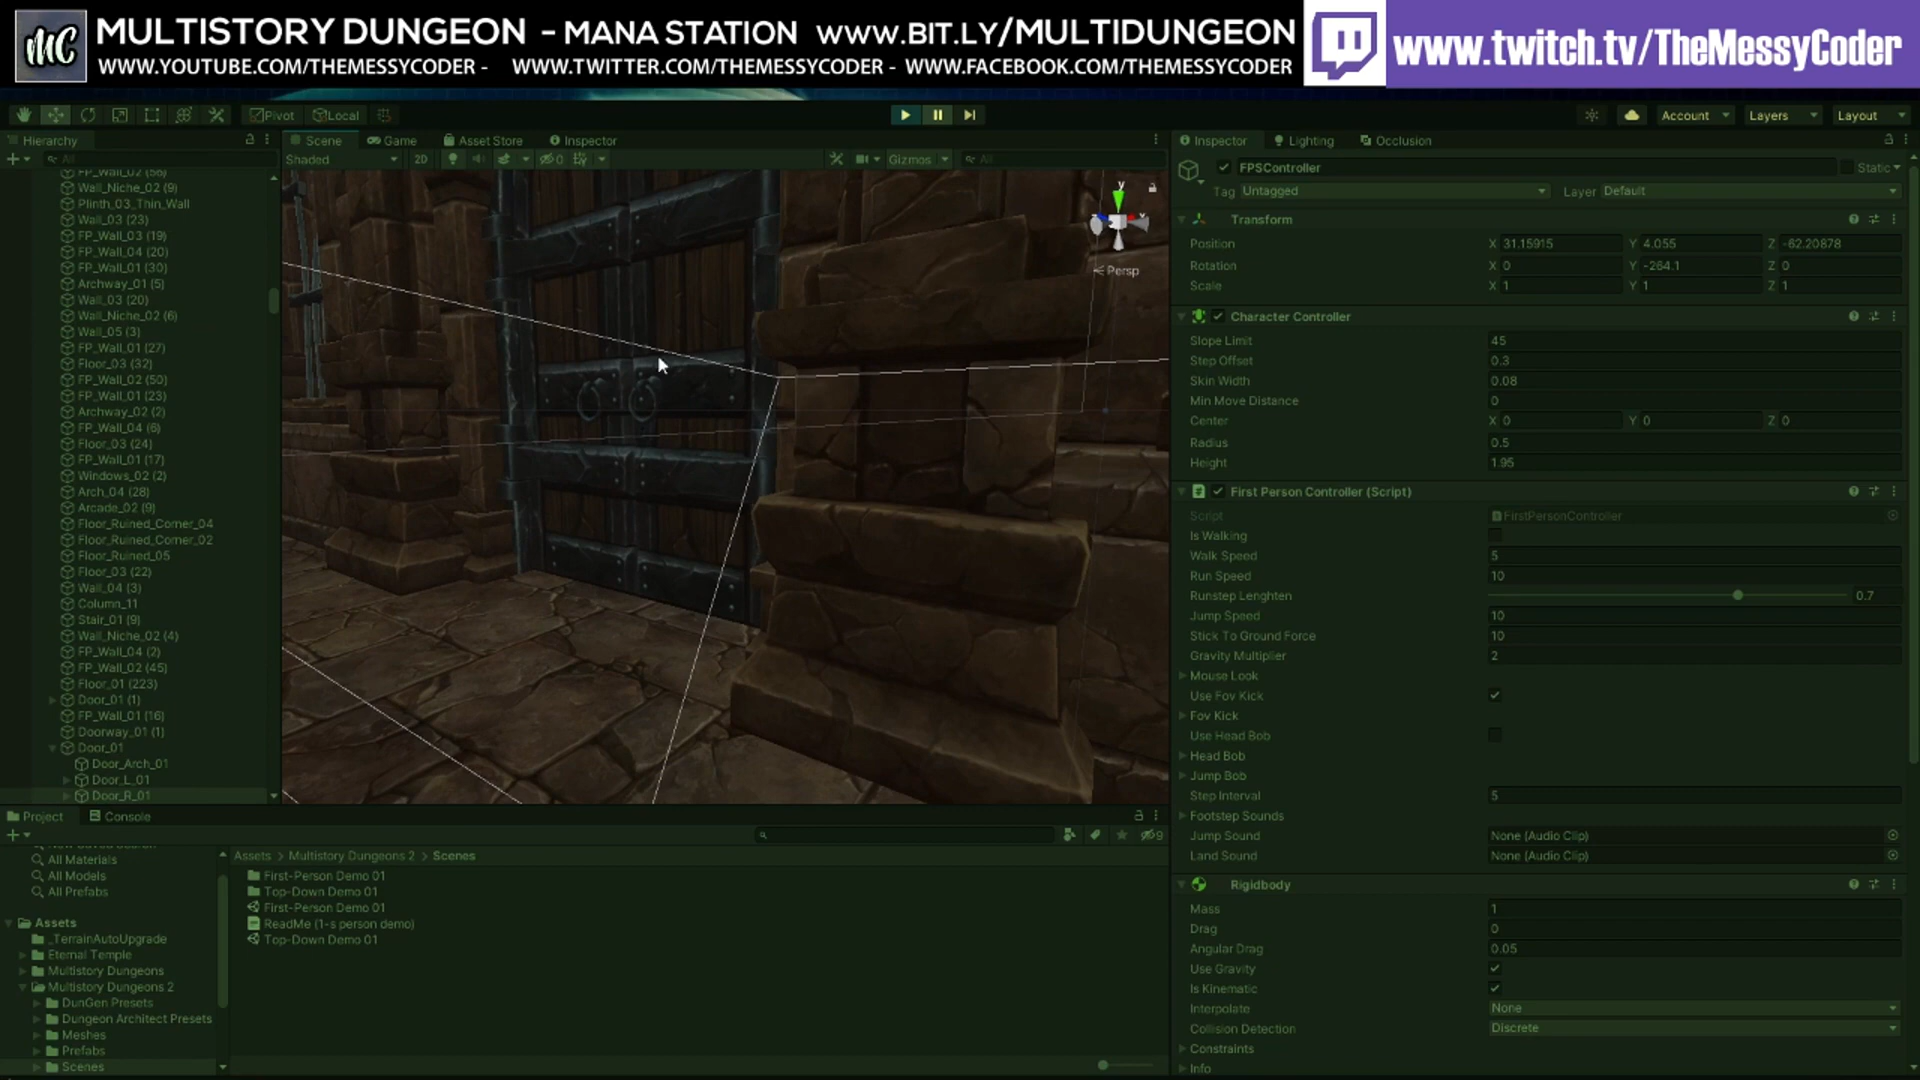 MC
MULTISTORY DUNGEON - MANA STATION WWW.BIT.LY/MULTIDUNGEON
WWW.YOUTUBE.COM/THEMESSYCODER - WWW.TWITTER.COM/THEMESSYCODER - WWW.FACEBOOK.COM/THEMESSYCODER
www.twitch.tv/TheMessyCoder
Pivot
Local
Account
Layers
Layout
Hierarchy
All
FP_Wall_02 (56)
Wall_Niche_02 (9)
Plinth_03_Thin_Wall
Wall_03 (23)
FP_Wall_03 (19)
FP_Wall_04 (20)
FP_Wall_01 (30)
Archway_01 (5)
Wall_03 (20)
Wall_Niche_02 (6)
Wall_05 (3)
FP_Wall_01 (27)
Floor_03 (32)
FP_Wall_02 (50)
FP_Wall_01 (23)
Archway_02 (2)
FP_Wall_04 (6)
Floor_03 (24)
FP_Wall_01 (17)
Windows_02 (2)
Arch_04 (28)
Arcade_02 (9)
Floor_Ruined_Corner_04
Floor_Ruined_Corner_02
Floor_Ruined_05
Floor_03 (22)
Wall_04 (3)
Column_11
Stair_01 (9)
Wall_Niche_02 (4)
FP_Wall_04 (2)
FP_Wall_02 (45)
Floor_01 (223)
Door_01 (1)
FP_Wall_01 (16)
Doorway_01 (1)
Door_01
Door_Arch_01
Door_L_01
Door_R_01
Scene
Game
Asset Store
Inspector
Shaded
2D
0
Gizmos
All
y
Persp
Inspector
Lighting
Occlusion
FPSController
Static
Tag Untagged
Layer Default
Transform
Position X 31.15915 Y 4.055 Z -62.20878
Rotation X 0 Y -264.1 Z 0
Scale X 1 Y 1 Z 1
Character Controller
Slope Limit 45
Step Offset 0.3
Skin Width 0.08
Min Move Distance 0
Center X 0 Y 0 Z 0
Radius 0.5
Height 1.95
First Person Controller (Script)
Script FirstPersonController
Is Walking
Walk Speed 5
Run Speed 10
Runstep Lenghten 0.7
Jump Speed 10
Stick To Ground Force 10
Gravity Multiplier 2
Mouse Look
Use Fov Kick
Fov Kick
Use Head Bob
Head Bob
Jump Bob
Step Interval 5
Footstep Sounds
Jump Sound None (Audio Clip)
Land Sound None (Audio Clip)
Rigidbody
Mass 1
Drag 0
Angular Drag 0.05
Use Gravity
Is Kinematic
Interpolate None
Collision Detection Discrete
Constraints
Info
Project
Console
9
All Materials
All Models
All Prefabs
Assets
_TerrainAutoUpgrade
Eternal Temple
Multistory Dungeons
Multistory Dungeons 2
DunGen Presets
Dungeon Architect Presets
Meshes
Prefabs
Scenes
Assets > Multistory Dungeons 2 > Scenes
First-Person Demo 01
Top-Down Demo 01
First-Person Demo 01
ReadMe (1-s person demo)
Top-Down Demo 01